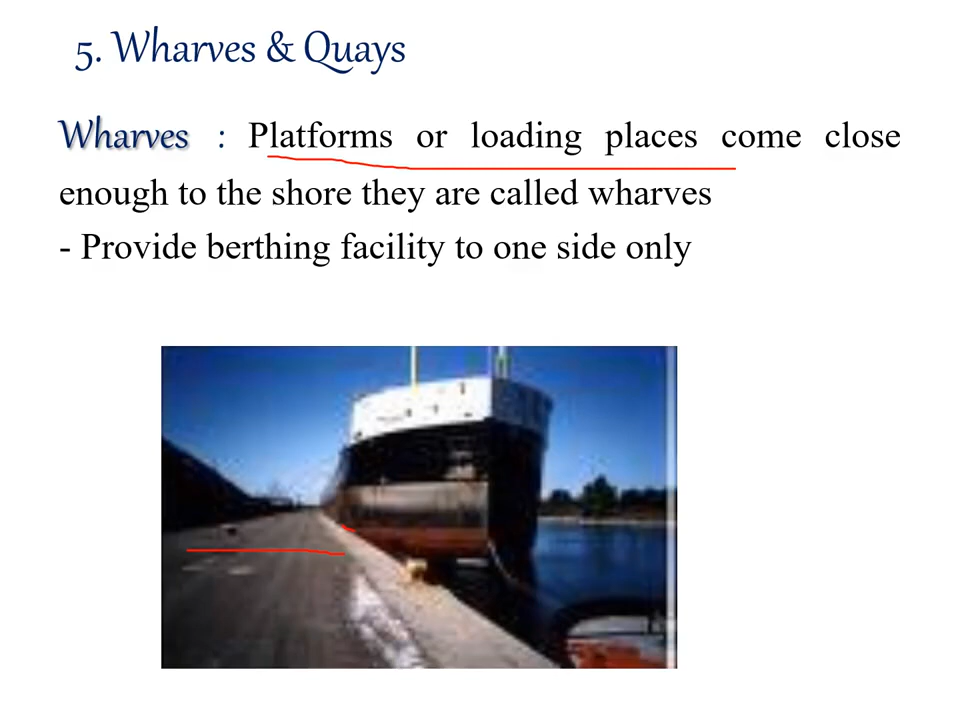 5. Wharves & Quays
Wharves : Platforms or loading places come close
enough to the shore they are called wharves
- Provide berthing facility to one side only